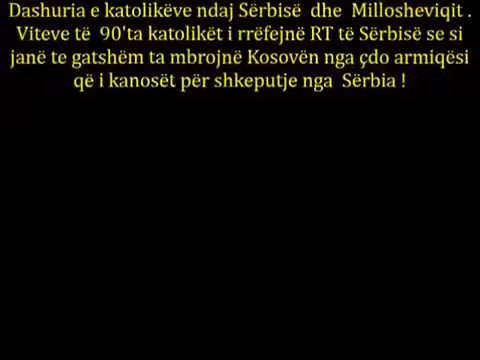 Dashuria e katolikëve ndaj Sërbisë dhe Millosheviqit .
Viteve të 90'ta katolikët i rrëfejnë RT të Sërbisë se si
janë te gatshëm ta mbrojnë Kosovën nga çdo armiqësi
që i kanosët për shkeputje nga Sërbia !